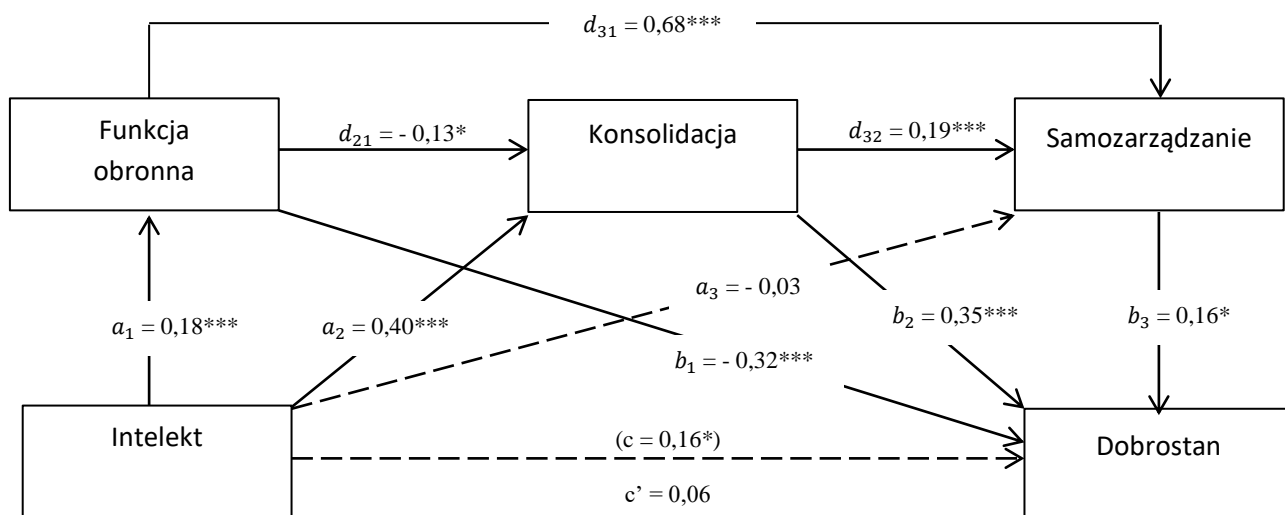 d₃₁ = 0,68***
Funkcja
obronna
d₂₁ = - 0,13*
Konsolidacja
d₃₂ = 0,19***
Samozarządzanie
a₁ = 0,18***
a₂ = 0,40***
a₃ = - 0,03
b₁ = - 0,32***
b₂ = 0,35***
b₃ = 0,16*
Intelekt
(c = 0,16*)
c’ = 0,06
Dobrostan